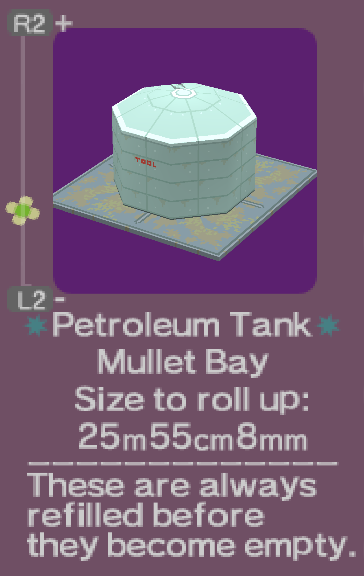 R2 +
TOOL
L2 -
Petroleum Tank
Mullet Bay
Size to roll up:
25m55cm8mm
These are always
refilled before
they become empty.